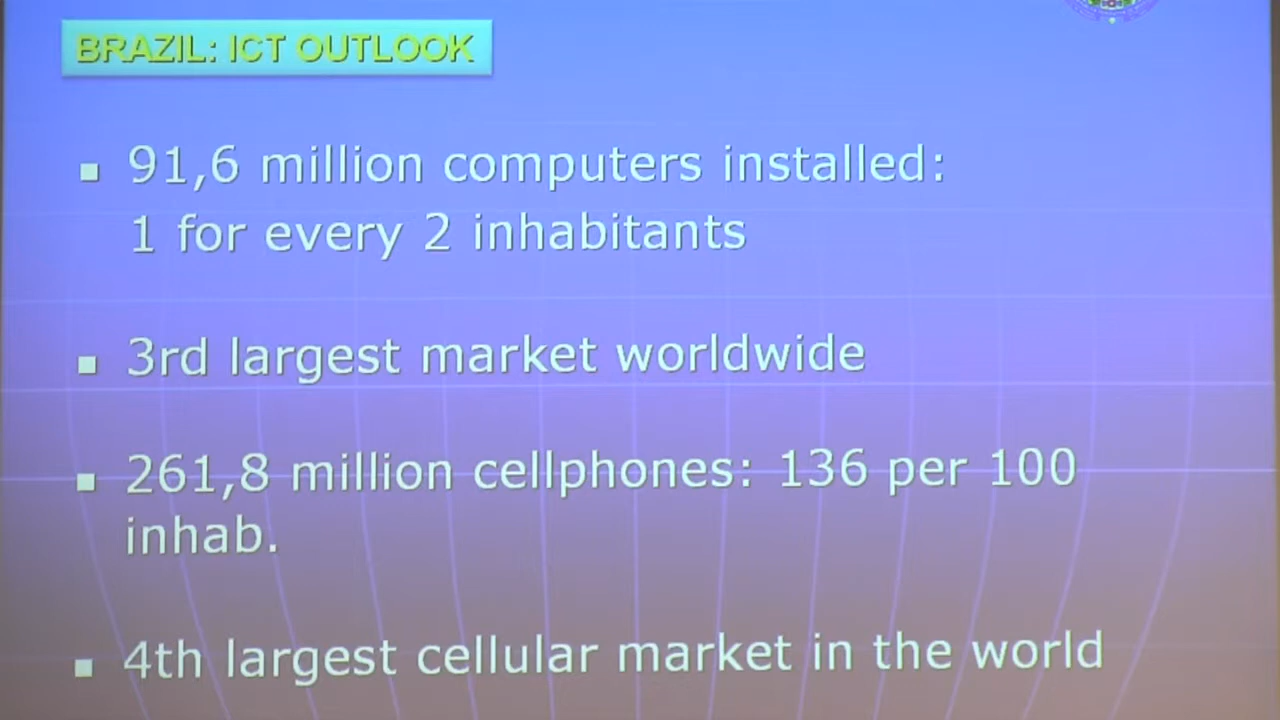 BRAZIL: ICT OUTLOOK
91,6 million computers installed:
1 for every 2 inhabitants
3rd largest market worldwide
261,8 million cellphones: 136 per 100
inhab.
4th largest cellular market in the world